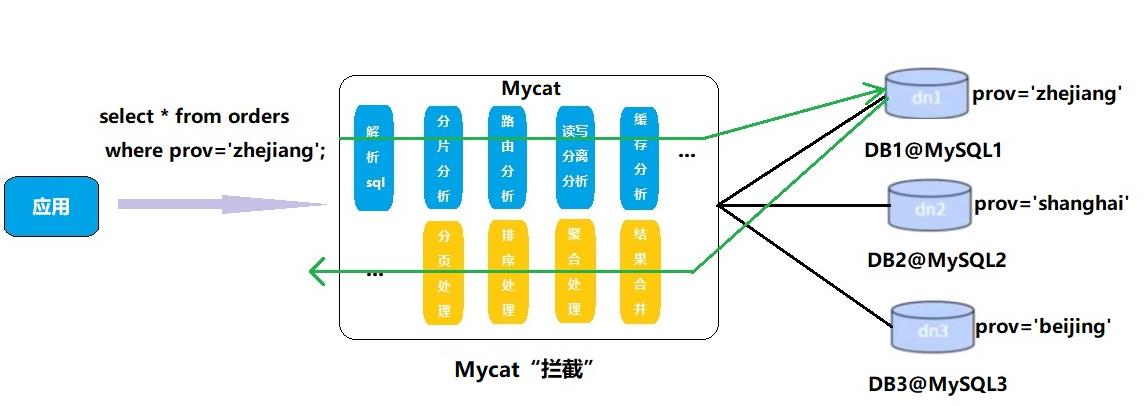 Mycat
select * from orders
where prov='zhejiang';
应用
解析sql
分片分析
路由分析
读写分离分析
缓存分析
...
...
分页处理
排序处理
聚合处理
结果合并
Mycat“拦截”
dn1
prov='zhejiang'
DB1@MySQL1
dn2
prov='shanghai'
DB2@MySQL2
dn3
prov='beijing'
DB3@MySQL3